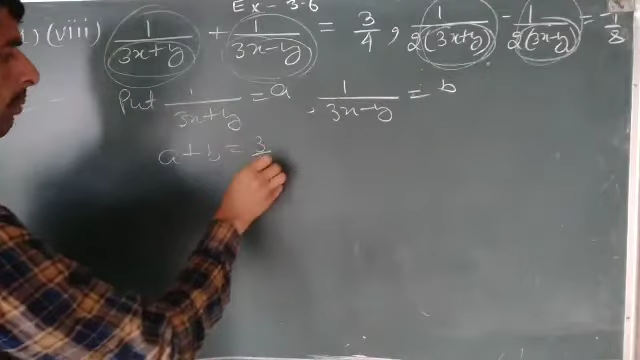 Ex - 3.6
1) (viii) 1/(3x+y) + 1/(3x-y) = 3/4, 1/2(3x+y) - 1/2(3x-y) = -1/8
Put 1/(3x+y) = a, 1/(3x-y) = b
a + b = 3/